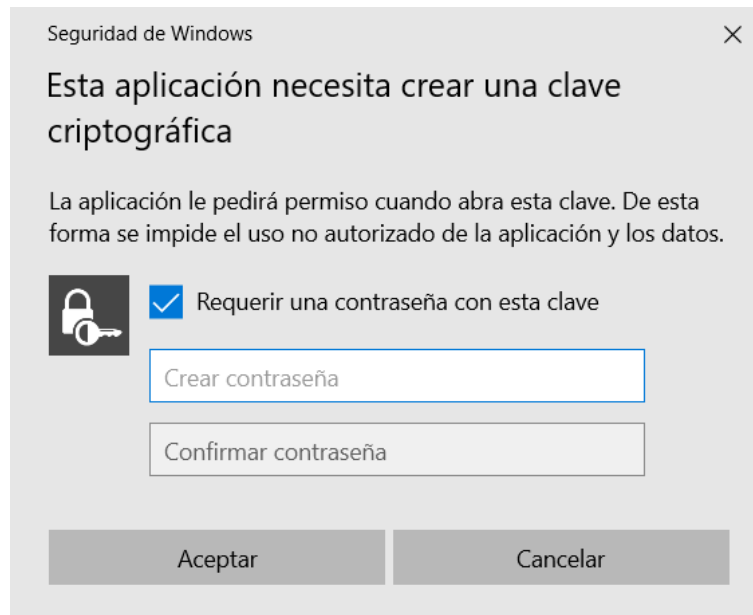 Seguridad de Windows
Esta aplicación necesita crear una clave
criptográfica
La aplicación le pedirá permiso cuando abra esta clave. De esta
forma se impide el uso no autorizado de la aplicación y los datos.
Requerir una contraseña con esta clave
Crear contraseña
Confirmar contraseña
Aceptar
Cancelar